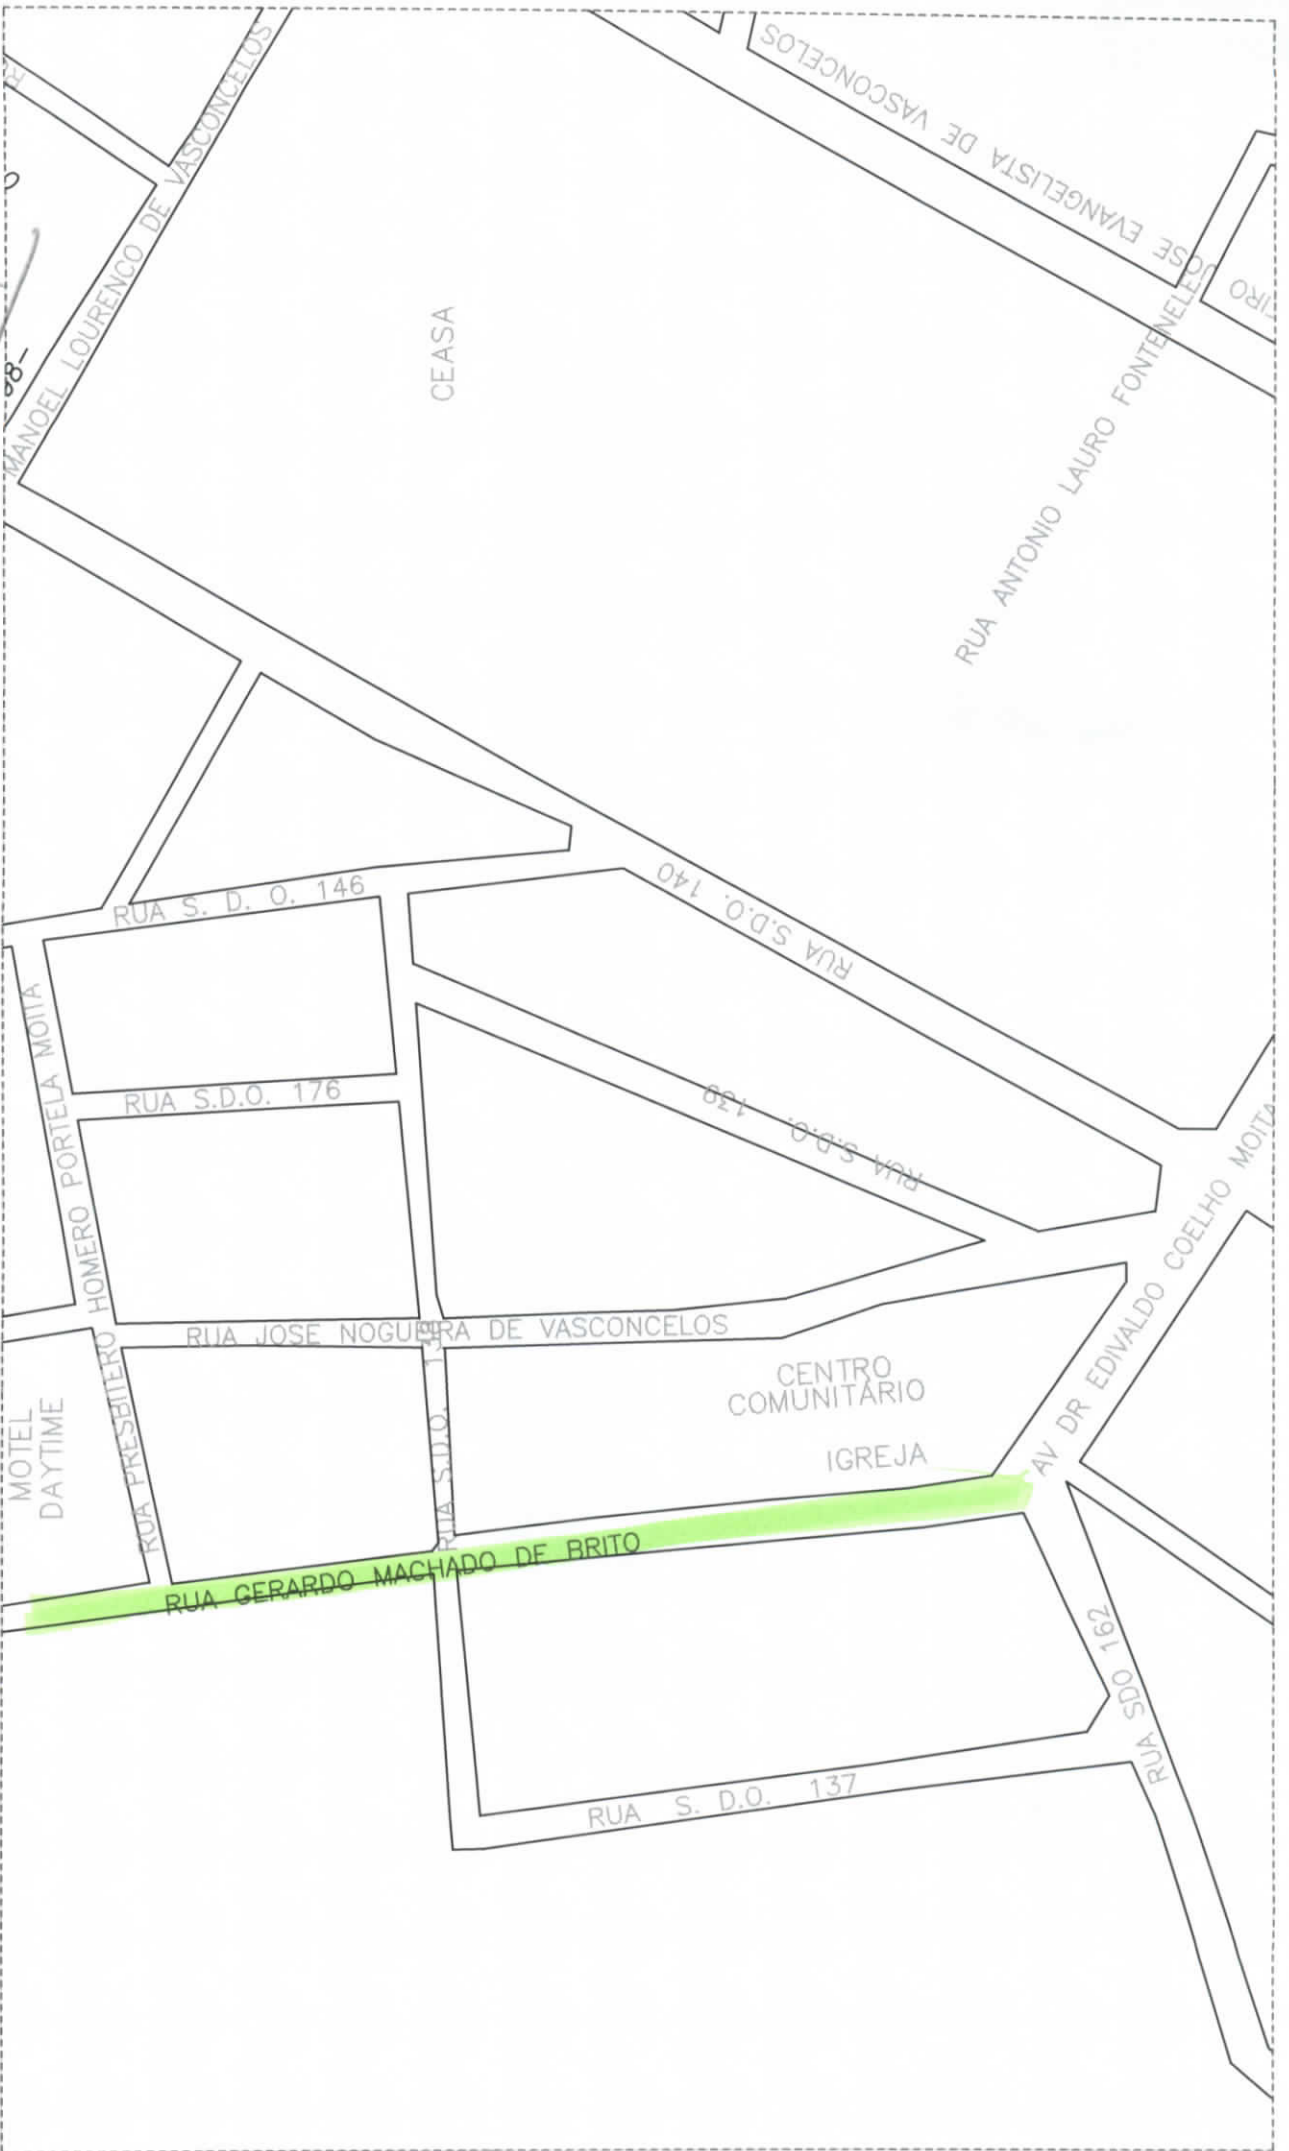 MANOEL LOURENCO DE VASCONCELOS
JOSE EVANGELISTA DE VASCONCELOS
EIRO
CEASA
RUA ANTONIO LAURO FONTENELE
RUA S.D.O. 140
RUA S. D. O. 146
RUA S.D.O. 176
RUA S.D.O. 139
RUA PRESBITERO HOMERO PORTELA MOITA
RUA JOSE NOGUEIRA DE VASCONCELOS
AV DR EDIVALDO COELHO MOITA
CENTRO
COMUNITARIO
IGREJA
MOTEL
DAYTIME
RUA S.D.O.
RUA GERARDO MACHADO DE BRITO
RUA SDO 162
RUA S. D.O. 137